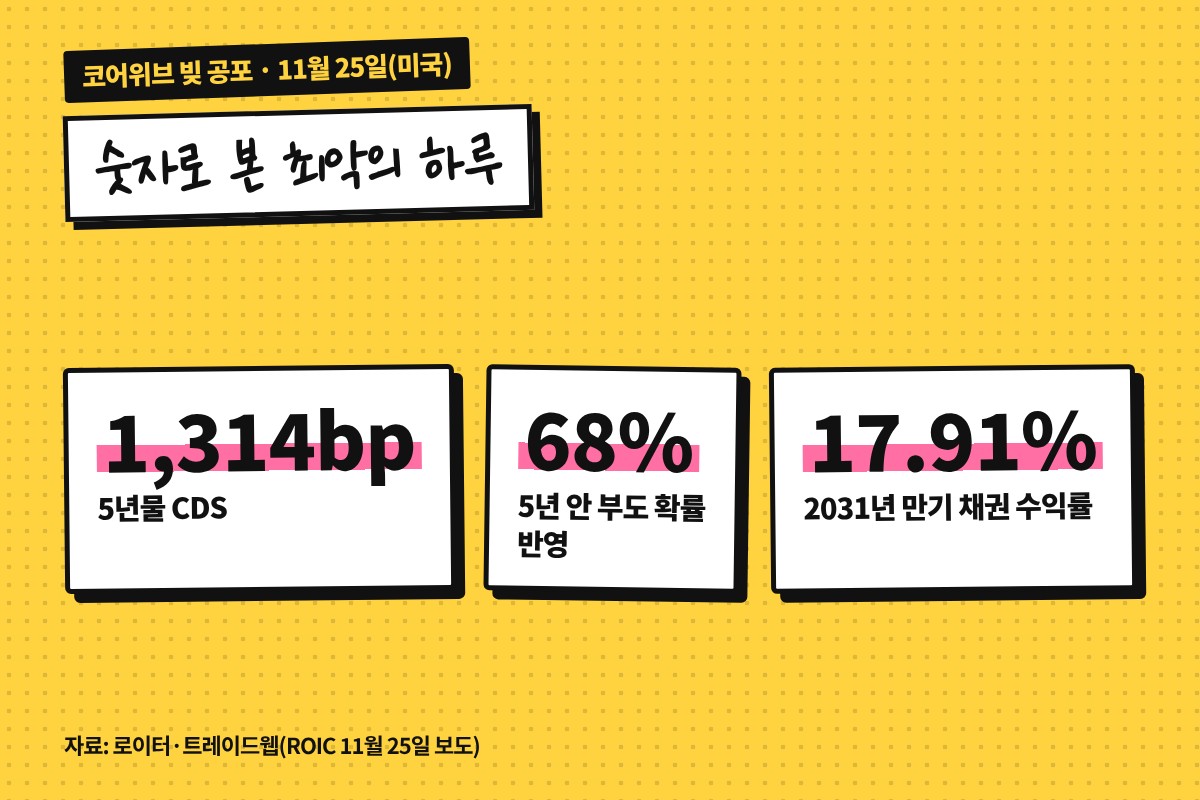 코어위브 빚 공포 · 11월 25일(미국)
숫자로 본 최악의 하루
1,314bp
5년물 CDS
68%
5년 안 부도 확률
반영
17.91%
2031년 만기 채권 수익률
자료: 로이터·트레이드웹(ROIC 11월 25일 보도)